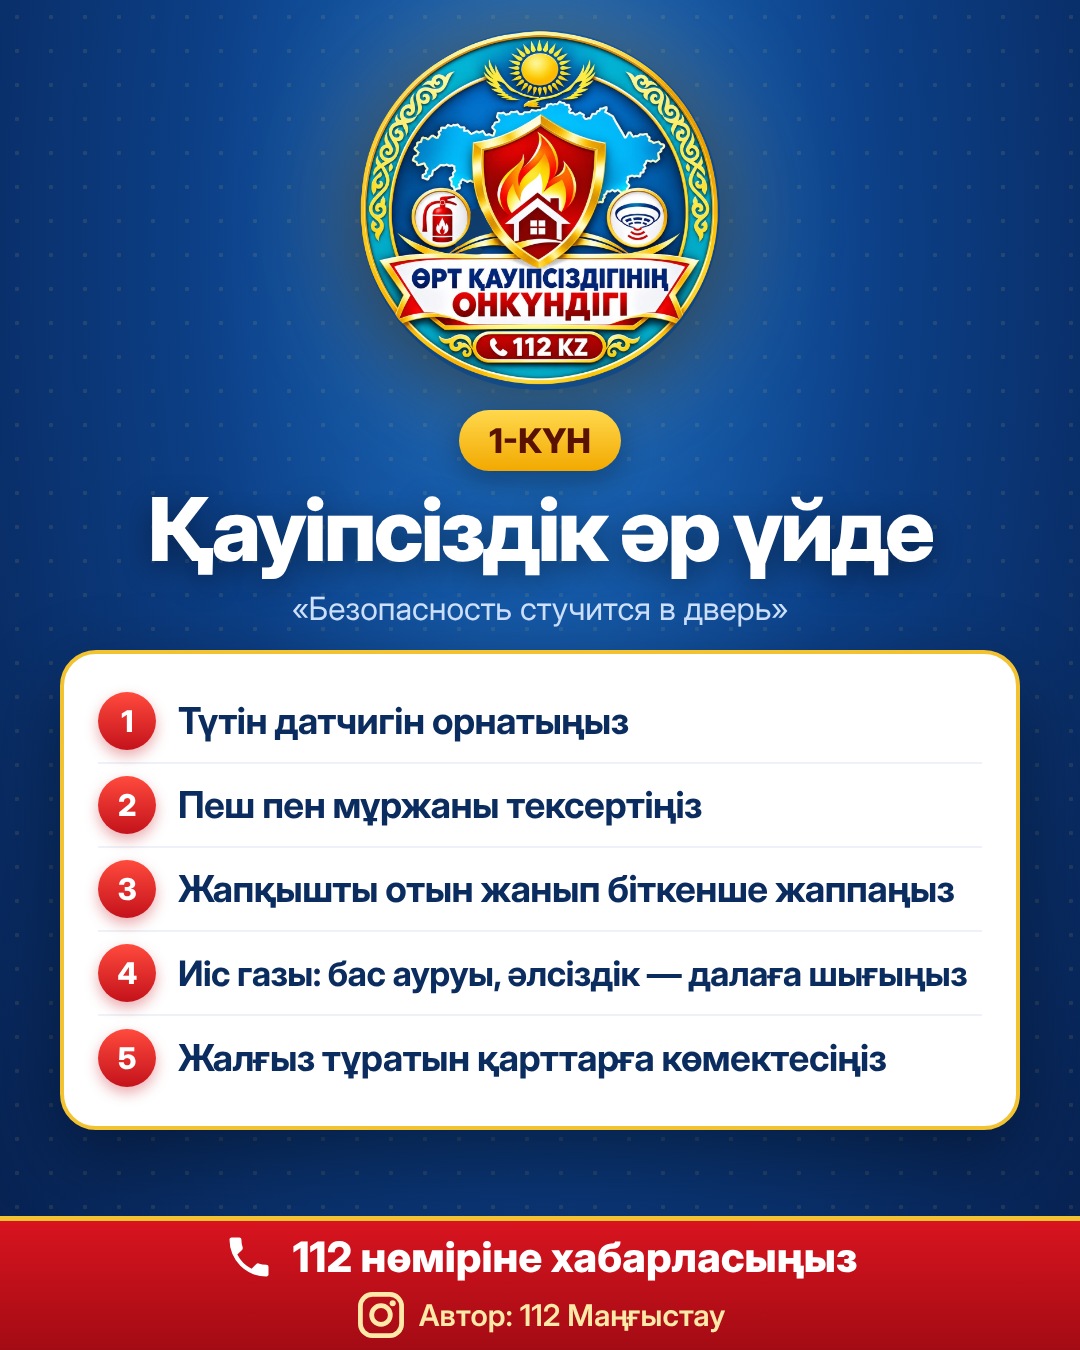 ӨРТ ҚАУІПСІЗДІГІНІҢ
ОНКҮНДІГІ
112 KZ
1-КҮН
Қауіпсіздік әр үйде
«Безопасность стучится в дверь»
1 Түтін датчигін орнатыңыз
2 Пеш пен мұржаны тексертіңіз
3 Жапқышты отын жанып біткенше жаппаңыз
4 Иіс газы: бас ауруы, әлсіздік — далаға шығыңыз
5 Жалғыз тұратын қарттарға көмектесіңіз
112 нөміріне хабарласыңыз
Автор: 112 Маңғыстау